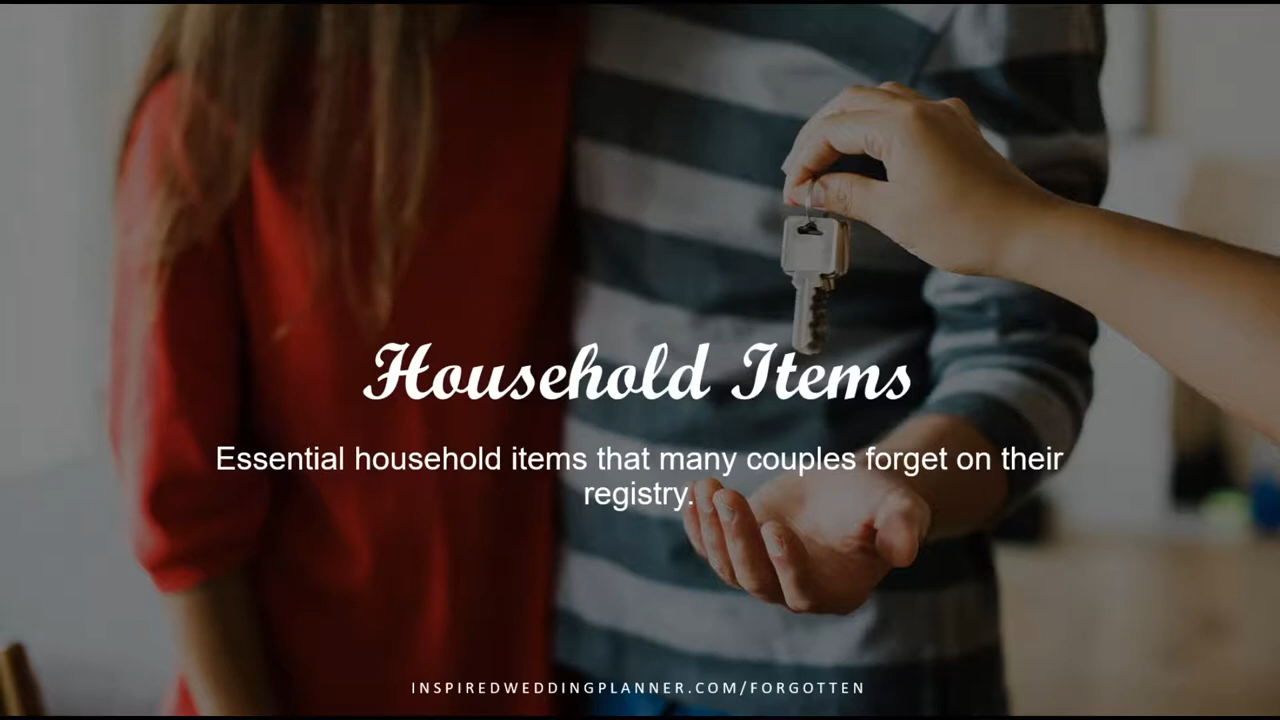 Household Items
Essential household items that many couples forget on their
registry.
INSPIREDWEDDINGPLANNER.COM/FORGOTTEN